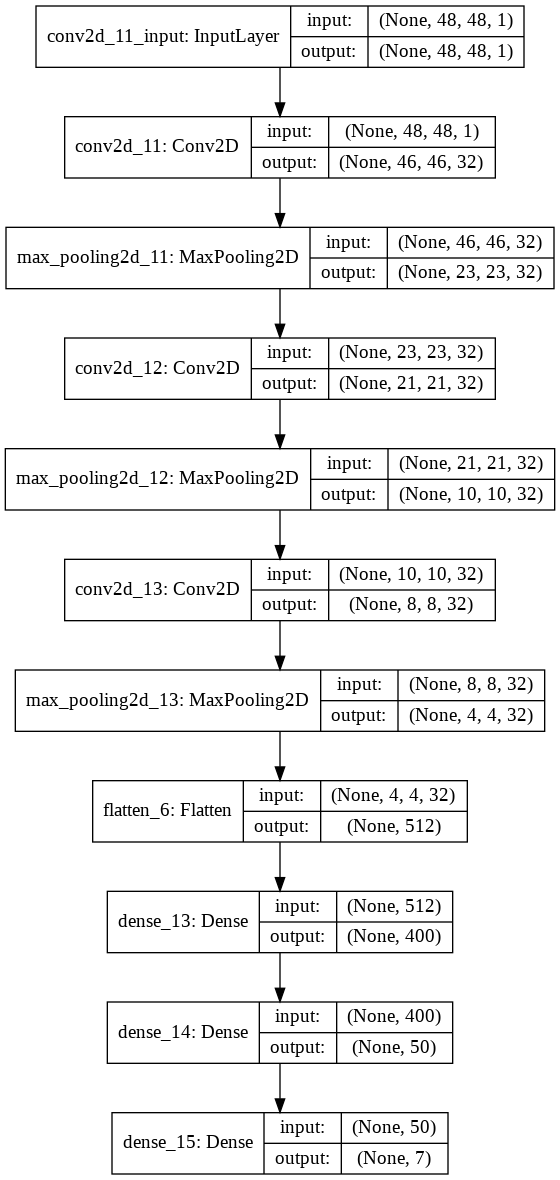 conv2d_11_input: InputLayer
input: (None, 48, 48, 1)
output: (None, 48, 48, 1)
conv2d_11: Conv2D
input: (None, 48, 48, 1)
output: (None, 46, 46, 32)
max_pooling2d_11: MaxPooling2D
input: (None, 46, 46, 32)
output: (None, 23, 23, 32)
conv2d_12: Conv2D
input: (None, 23, 23, 32)
output: (None, 21, 21, 32)
max_pooling2d_12: MaxPooling2D
input: (None, 21, 21, 32)
output: (None, 10, 10, 32)
conv2d_13: Conv2D
input: (None, 10, 10, 32)
output: (None, 8, 8, 32)
max_pooling2d_13: MaxPooling2D
input: (None, 8, 8, 32)
output: (None, 4, 4, 32)
flatten_6: Flatten
input: (None, 4, 4, 32)
output: (None, 512)
dense_13: Dense
input: (None, 512)
output: (None, 400)
dense_14: Dense
input: (None, 400)
output: (None, 50)
dense_15: Dense
input: (None, 50)
output: (None, 7)